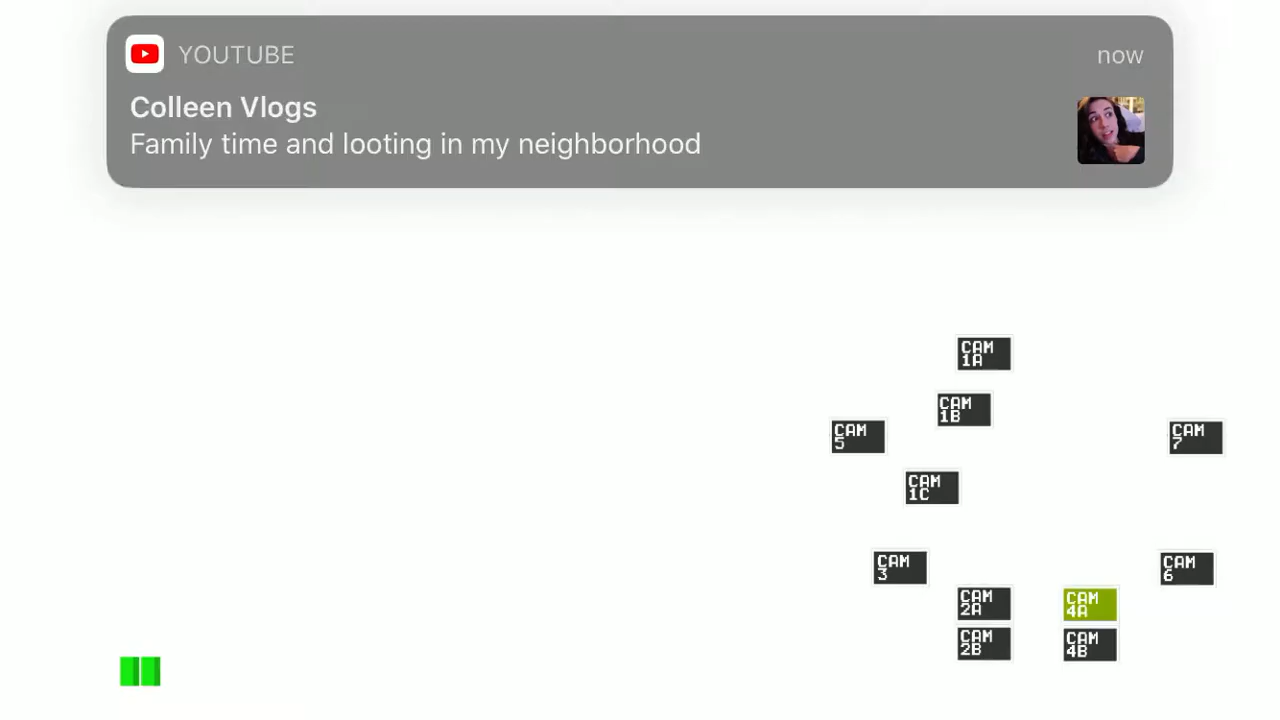 YOUTUBE now
Colleen Vlogs
Family time and looting in my neighborhood
CAM
1A
CAM
1B
CAM
5
CAM
7
CAM
1C
CAM
3
CAM
6
CAM
2A
CAM
4A
CAM
2B
CAM
4B